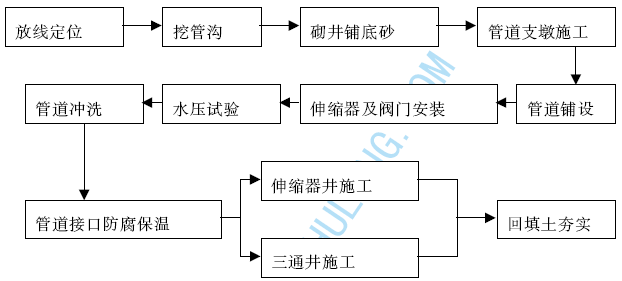 放线定位
挖管沟
砌井铺底砂
管道支墩施工
管道铺设
伸缩器及阀门安装
水压试验
管道冲洗
管道接口防腐保温
伸缩器井施工
三通井施工
回填土夯实
HULONG.COM